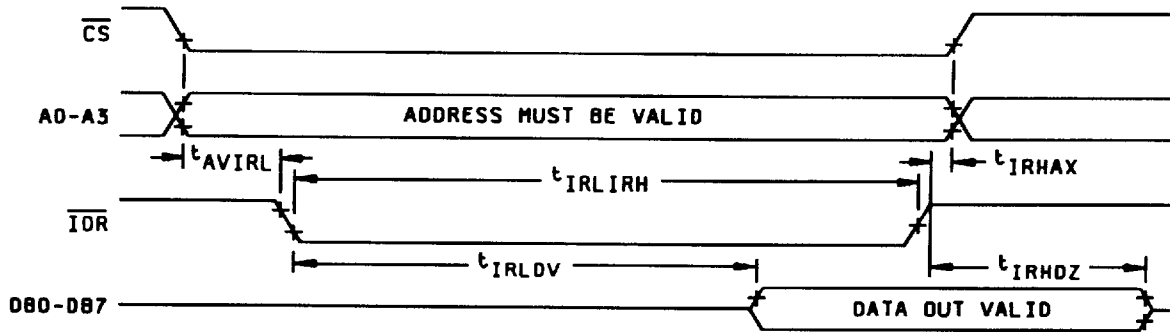 CS
A0-A3
ADDRESS MUST BE VALID
tAVIRL
tIRLIRH
tIRHAX
IOR
tIRLDV
tIRHDZ
DB0-DB7
DATA OUT VALID